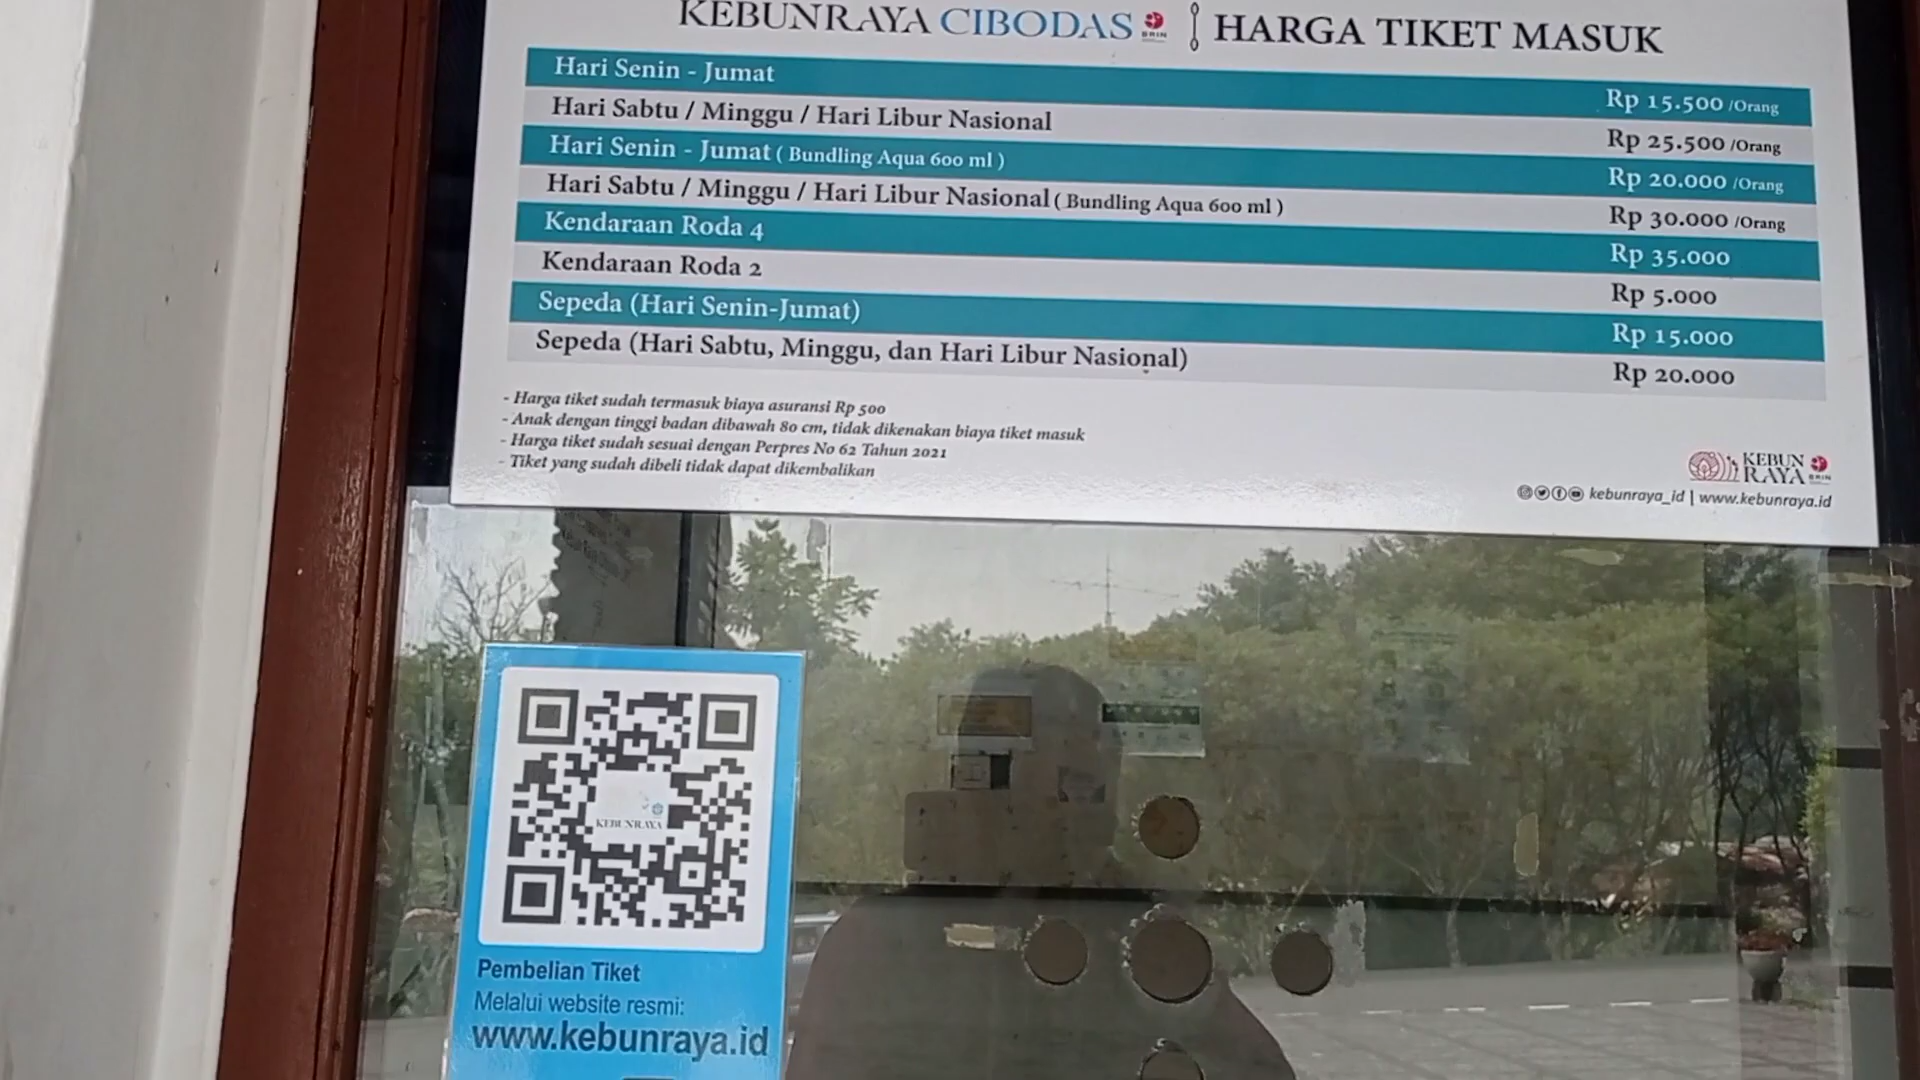 KEBUNRAYA CIBODAS BRIN | HARGA TIKET MASUK
Hari Senin - Jumat Rp 15.500 /Orang
Hari Sabtu / Minggu / Hari Libur Nasional Rp 25.500 /Orang
Hari Senin - Jumat ( Bundling Aqua 600 ml ) Rp 20.000 /Orang
Hari Sabtu / Minggu / Hari Libur Nasional ( Bundling Aqua 600 ml ) Rp 30.000 /Orang
Kendaraan Roda 4 Rp 35.000
Kendaraan Roda 2 Rp 5.000
Sepeda (Hari Senin-Jumat) Rp 15.000
Sepeda (Hari Sabtu, Minggu, dan Hari Libur Nasional) Rp 20.000
- Harga tiket sudah termasuk biaya asuransi Rp 500
- Anak dengan tinggi badan dibawah 80 cm, tidak dikenakan biaya tiket masuk
- Harga tiket sudah sesuai dengan Perpres No 62 Tahun 2021
- Tiket yang sudah dibeli tidak dapat dikembalikan
KEBUN
RAYA BRIN
kebunraya_id | www.kebunraya.id
KEBUNRAYA
Pembelian Tiket
Melalui website resmi:
www.kebunraya.id